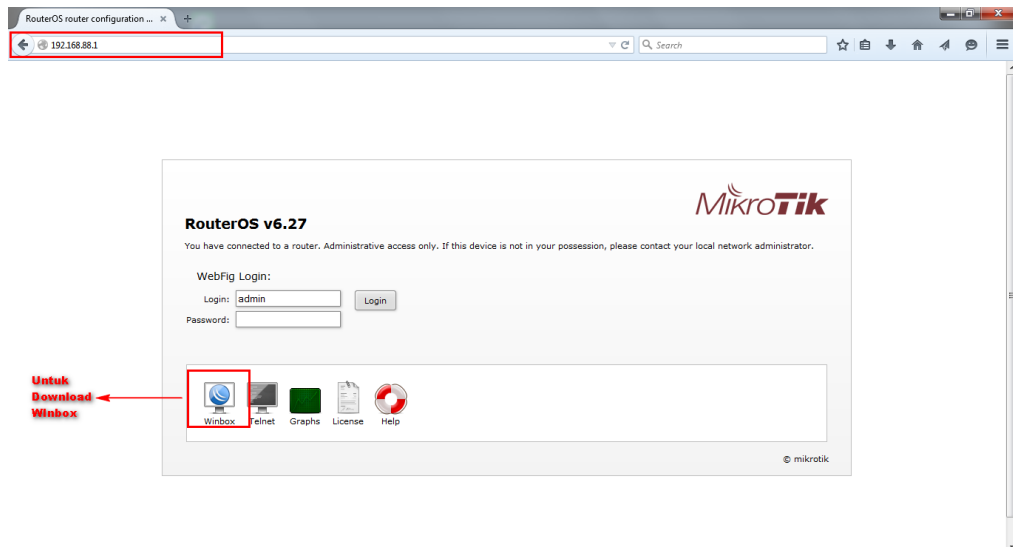 RouterOS router configuration ...
192.168.88.1
Search
MikroTik
RouterOS v6.27
You have connected to a router. Administrative access only. If this device is not in your possession, please contact your local network administrator.
WebFig Login:
Login: admin Login
Password:
Untuk
Download
WInbox
Winbox Telnet Graphs License Help
© mikrotik